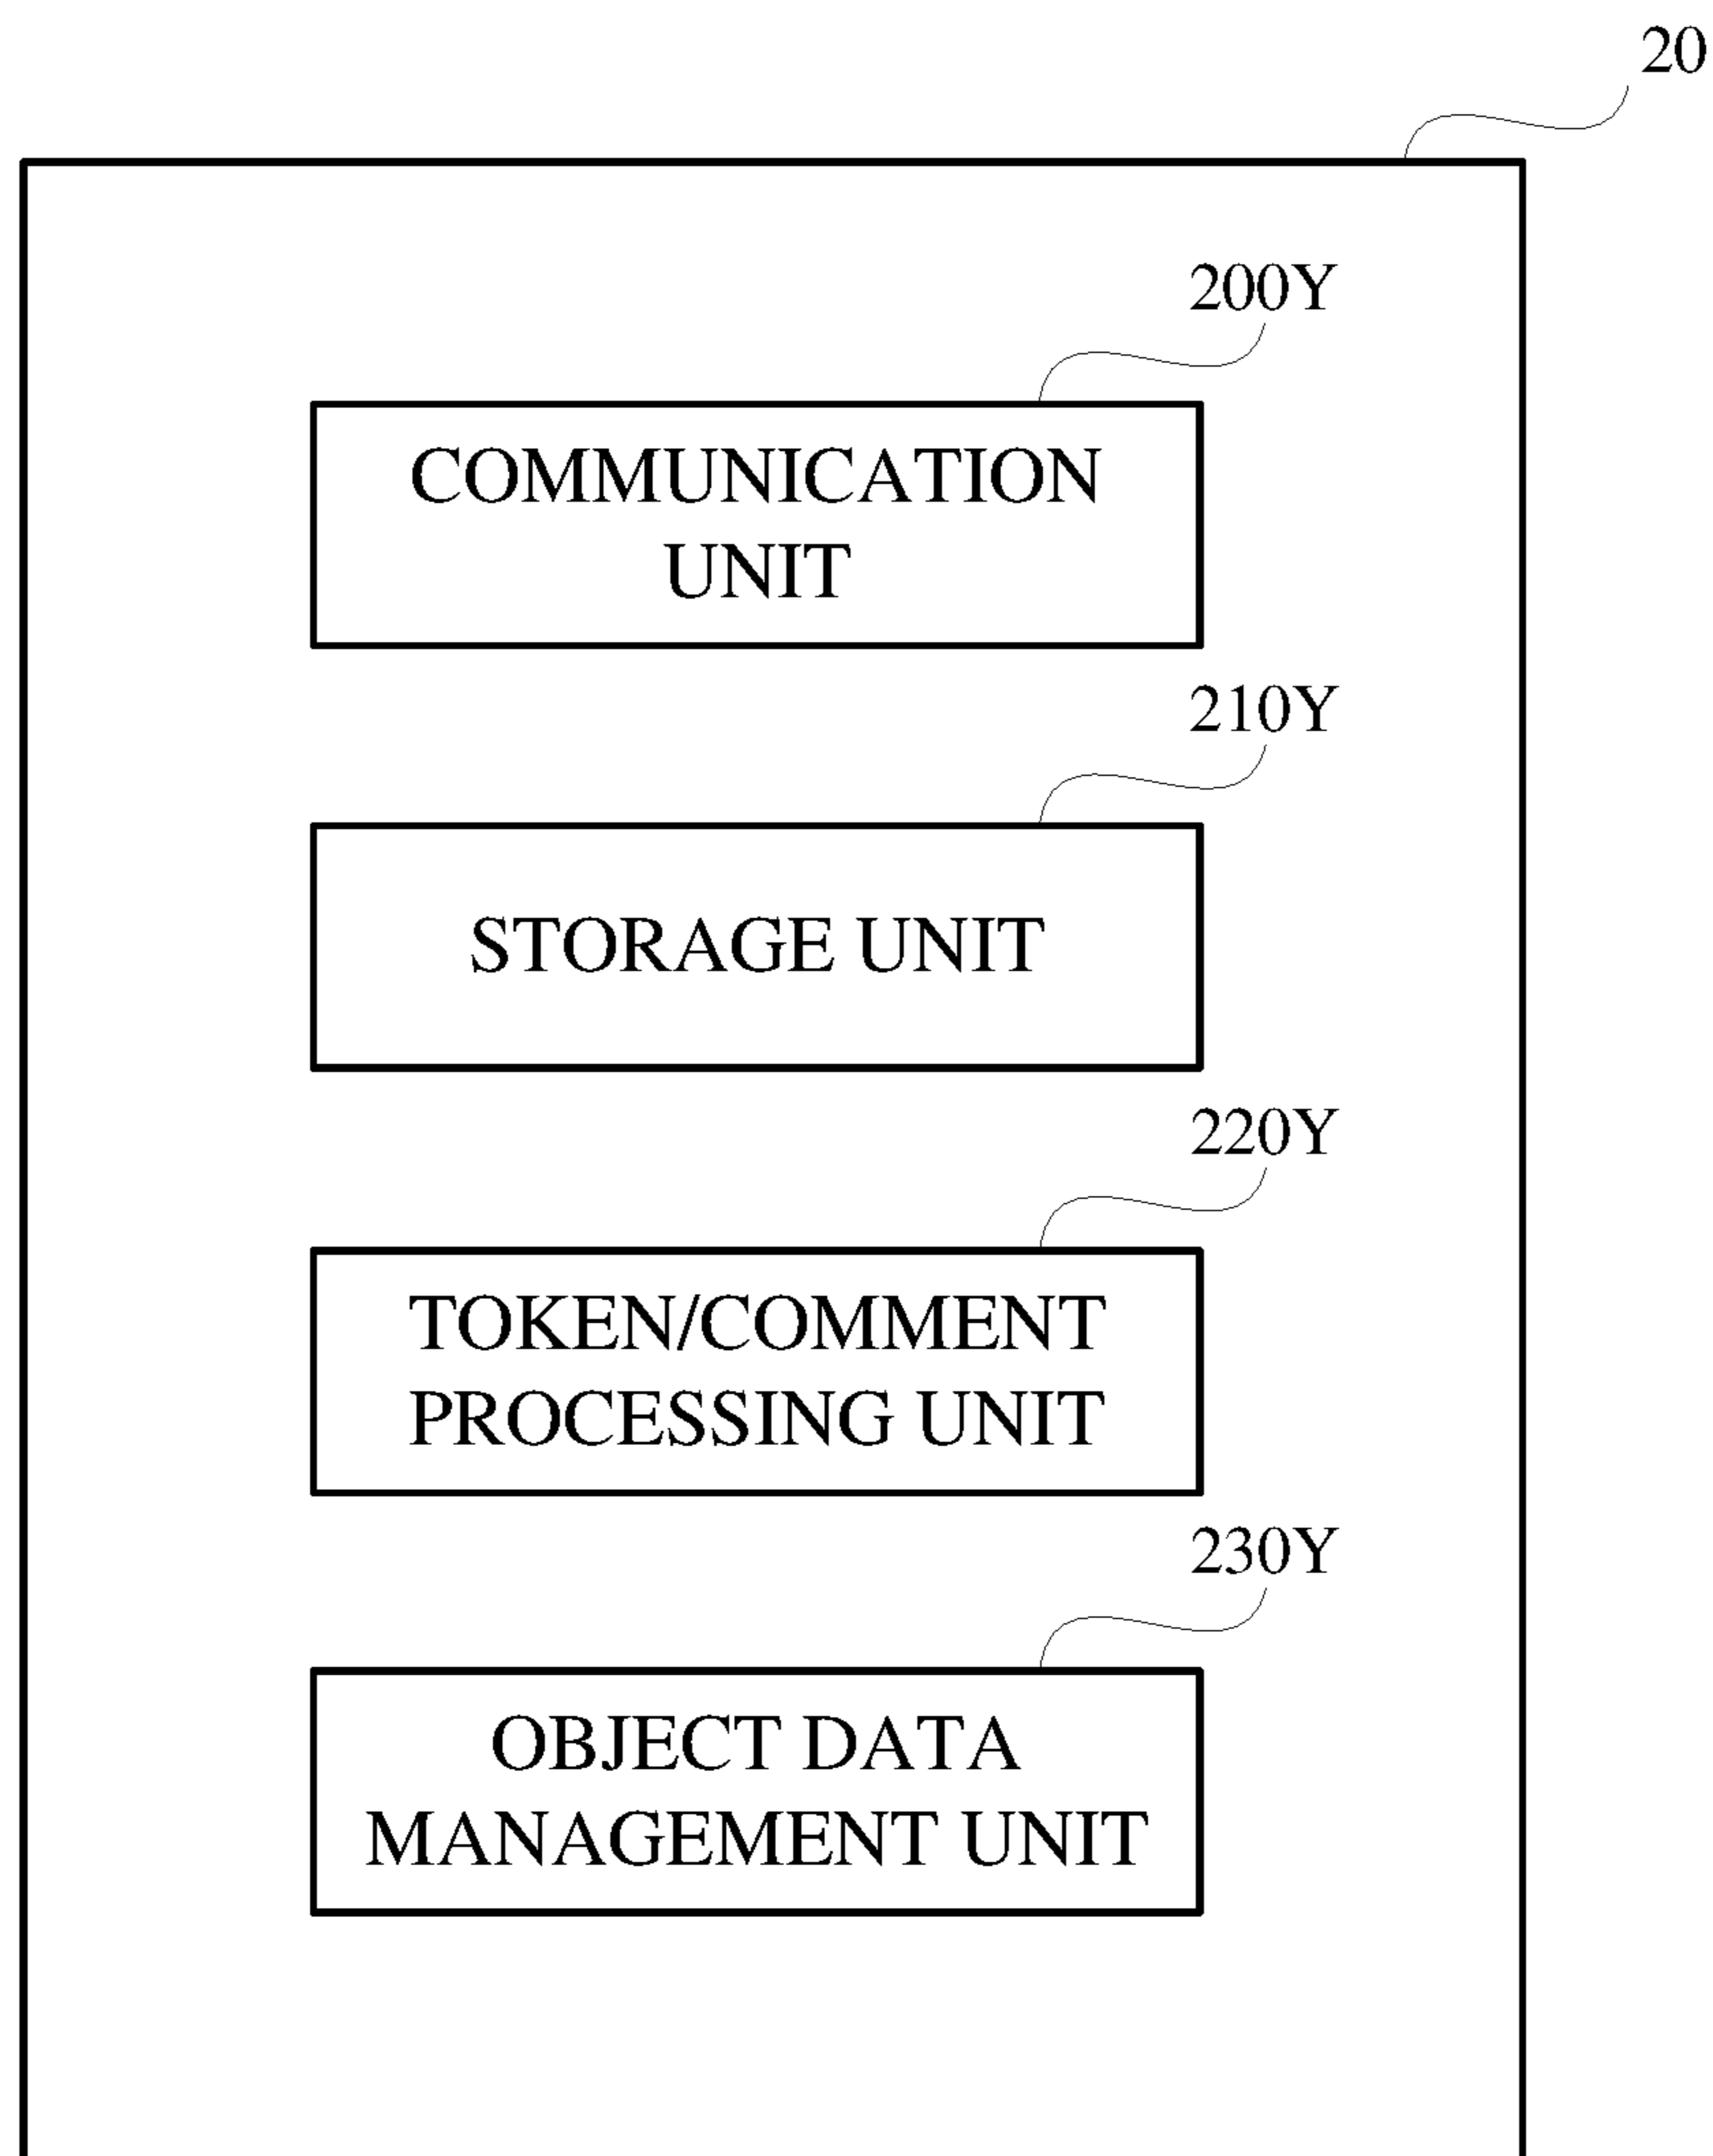 20
200Y
COMMUNICATION
UNIT
210Y
STORAGE UNIT
220Y
TOKEN/COMMENT
PROCESSING UNIT
230Y
OBJECT DATA
MANAGEMENT UNIT